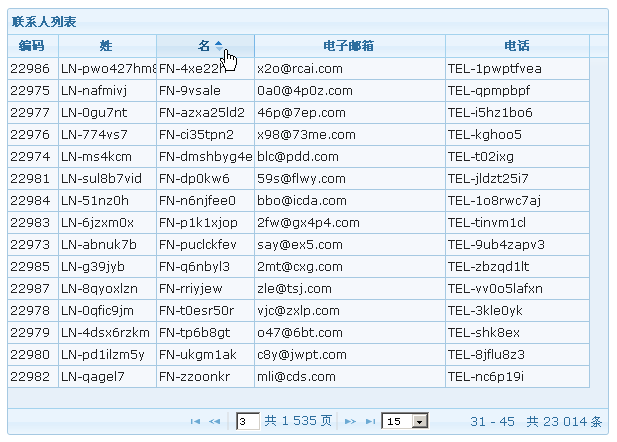 联系人列表
编码 姓 名 电子邮箱 电话
22986 LN-pwo427hm8 FN-4xe22h x2o@rcai.com TEL-1pwptfvea
22975 LN-nafmivj FN-9vsale 0a0@4p0z.com TEL-qpmpbpf
22977 LN-0gu7nt FN-azxa25ld2 46p@7ep.com TEL-i5hz1bo6
22976 LN-774vs7 FN-ci35tpn2 x98@73me.com TEL-kghoo5
22974 LN-ms4kcm FN-dmshbyg4e blc@pdd.com TEL-t02ixg
22981 LN-sul8b7vid FN-dp0kw6 59s@flwy.com TEL-jldzt25i7
22984 LN-51nz0h FN-n6njfee0 bbo@icda.com TEL-1o8rwc7aj
22983 LN-6jzxm0x FN-p1k1xjop 2fw@gx4p4.com TEL-tinvm1cl
22973 LN-abnuk7b FN-puclckfev say@ex5.com TEL-9ub4zapv3
22985 LN-g39jyb FN-q6nbyl3 2mt@cxg.com TEL-zbzqd1lt
22987 LN-8qyoxlzn FN-rriyjew zle@tsj.com TEL-vv0o5lafxn
22978 LN-0qfic9jm FN-t0esr50r vjc@zxlp.com TEL-3kle0yk
22979 LN-4dsx6rzkm FN-tp6b8gt o47@6bt.com TEL-shk8ex
22980 LN-pd1ilzm5y FN-ukgm1ak c8y@jwpt.com TEL-8jflu8z3
22982 LN-qagel7 FN-zzoonkr mli@cds.com TEL-nc6p19i
3 共 1 535 页 15 31 - 45 共 23 014 条